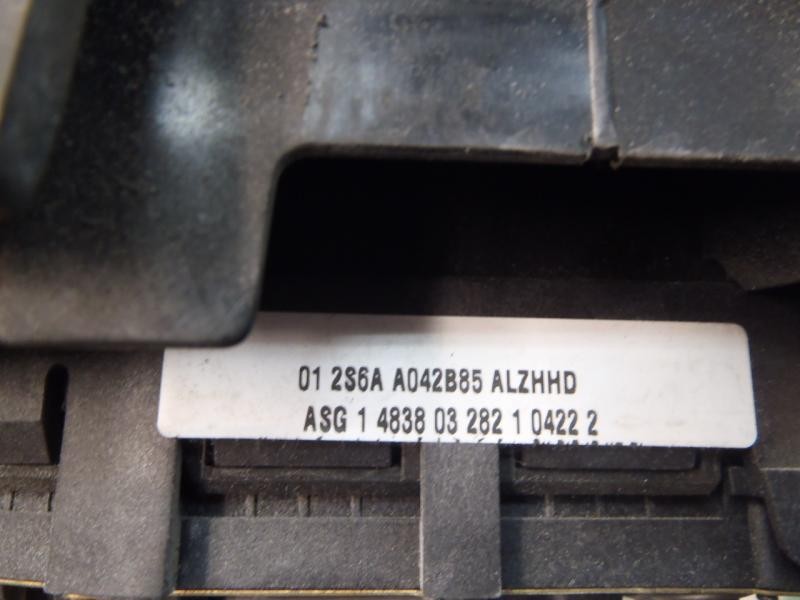 01 2S6A A042B85 ALZHHD
ASG 1 4838 03 282 1 0422 2